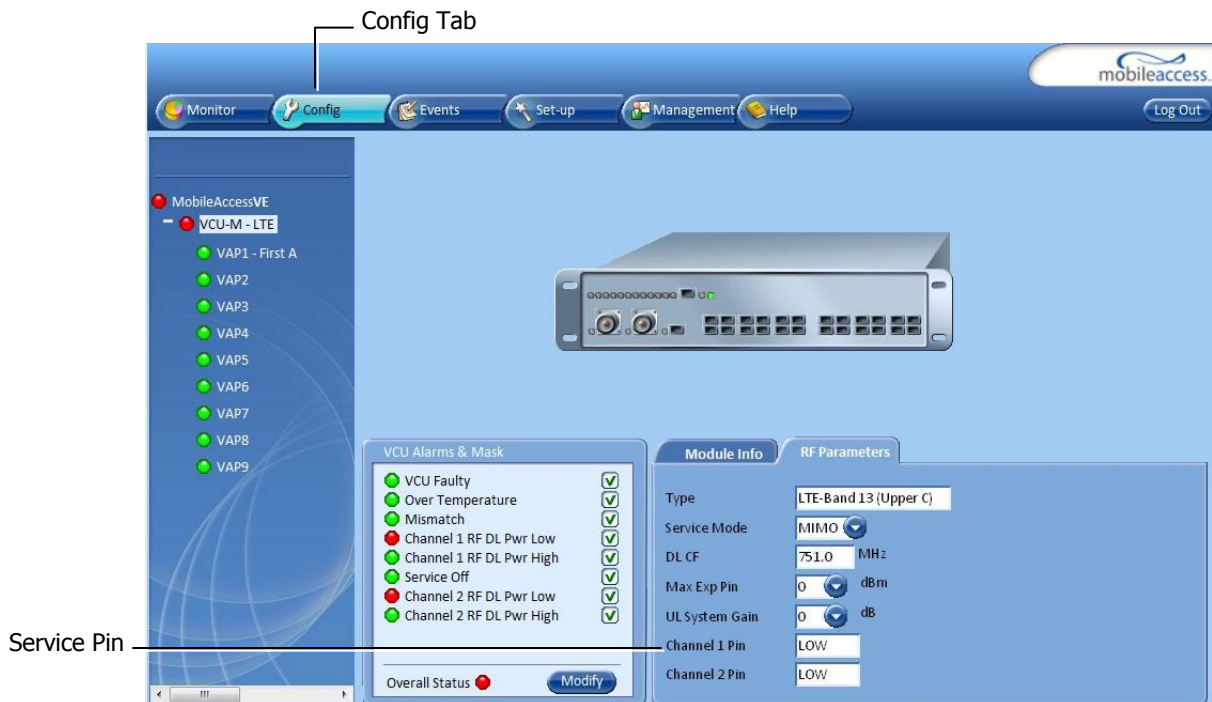 Config Tab
mobileaccess.
Monitor
Config
Events
Set-up
Management
Help
Log Out
MobileAccessVE
VCU-M - LTE
VAP1 - First A
VAP2
VAP3
VAP4
VAP5
VAP6
VAP7
VAP8
VAP9
VCU Alarms & Mask
VCU Faulty
Over Temperature
Mismatch
Channel 1 RF DL Pwr Low
Channel 1 RF DL Pwr High
Service Off
Channel 2 RF DL Pwr Low
Channel 2 RF DL Pwr High
Overall Status
Modify
Module Info
RF Parameters
Type LTE-Band 13 (Upper C)
Service Mode MIMO
DL CF 751.0 MHz
Max Exp Pin 0 dBm
UL System Gain 0 dB
Channel 1 Pin LOW
Channel 2 Pin LOW
Service Pin